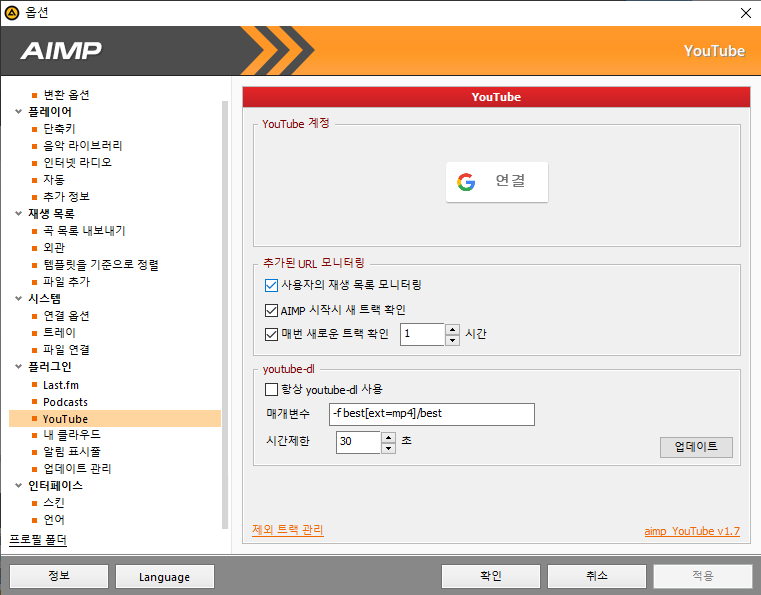 옵션
AIMP
YouTube
변환 옵션
플레이어
단축키
음악 라이브러리
인터넷 라디오
자동
추가 정보
재생 목록
곡 목록 내보내기
외관
템플릿을 기준으로 정렬
파일 추가
시스템
연결 옵션
트레이
파일 연결
플러그인
Last.fm
Podcasts
YouTube
내 클라우드
알림 표시줄
업데이트 관리
인터페이스
스킨
언어
프로필 폴더
YouTube
YouTube 계정
연결
추가된 URL 모니터링
사용자의 재생 목록 모니터링
AIMP 시작시 새 트랙 확인
매번 새로운 트랙 확인 1 시간
youtube-dl
항상 youtube-dl 사용
매개변수 -f best[ext=mp4]/best
시간제한 30 초
업데이트
제외 트랙 관리
aimp_YouTube v1.7
정보
Language
확인
취소
적용